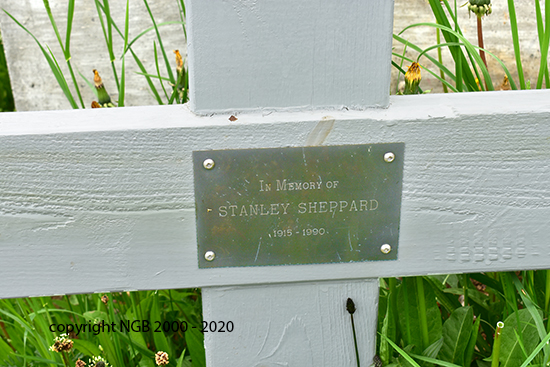 In Memory of
STANLEY SHEPPARD
1915 - 1990
copyright NGB 2000 - 2020